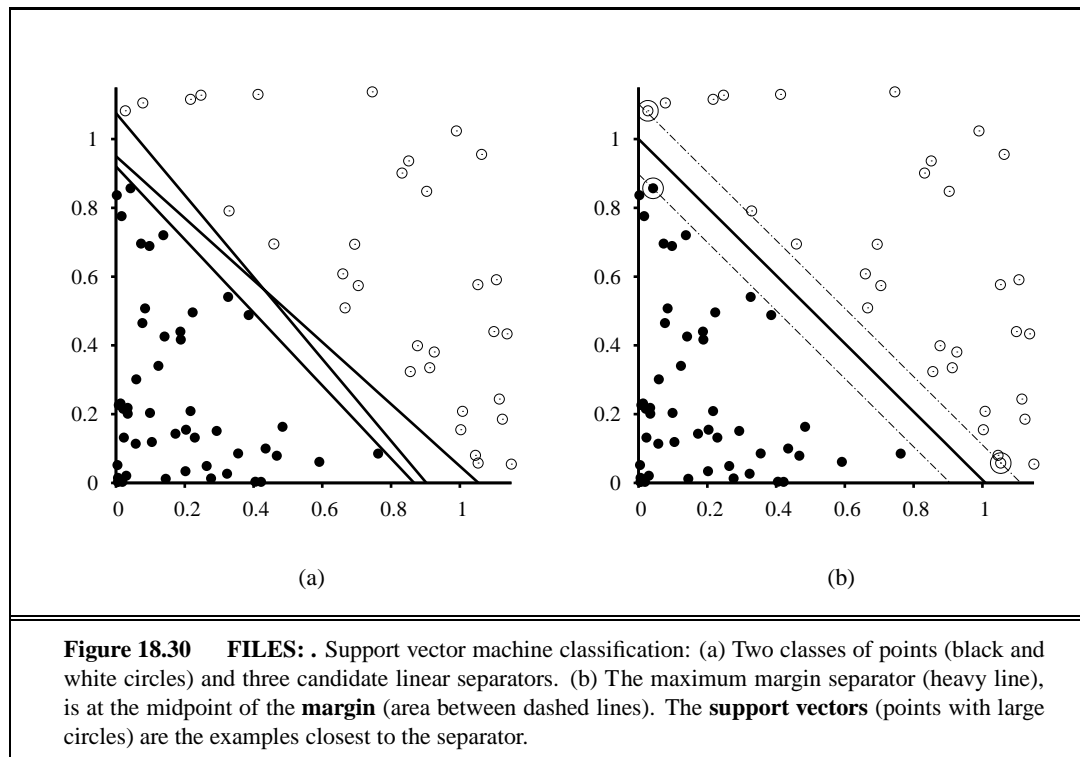 1
0.8
0.6
0.4
0.2
0
0 0.2 0.4 0.6 0.8 1
(a)
1
0.8
0.6
0.4
0.2
0
0 0.2 0.4 0.6 0.8 1
(b)
Figure 18.30 FILES: . Support vector machine classification: (a) Two classes of points (black and
white circles) and three candidate linear separators. (b) The maximum margin separator (heavy line),
is at the midpoint of the margin (area between dashed lines). The support vectors (points with large
circles) are the examples closest to the separator.